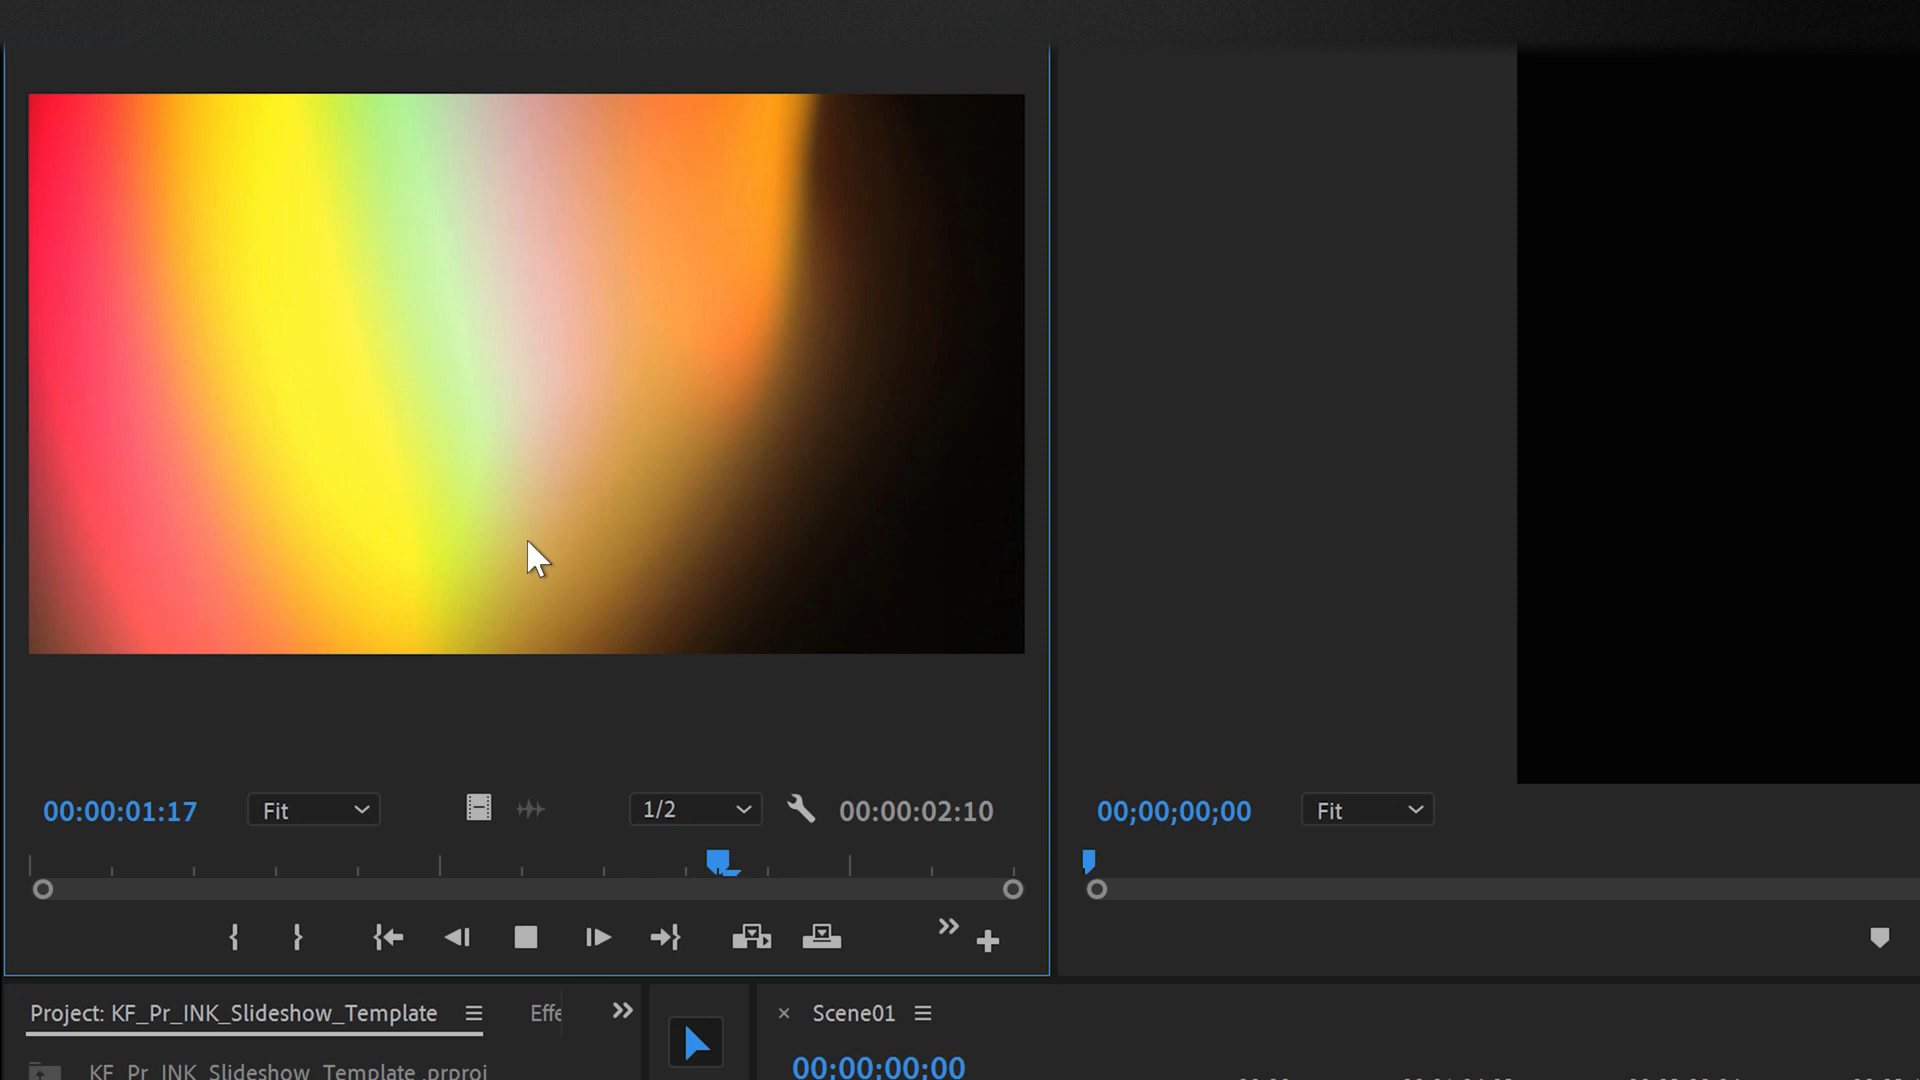 00:00:01:17 Fit 1/2 00:00:02:10
00;00;00;00 Fit
Project: KF_Pr_INK_Slideshow_Template Effe
KF_Pr_INK_Slideshow_Template.prproj
Scene01
00:00:00:00